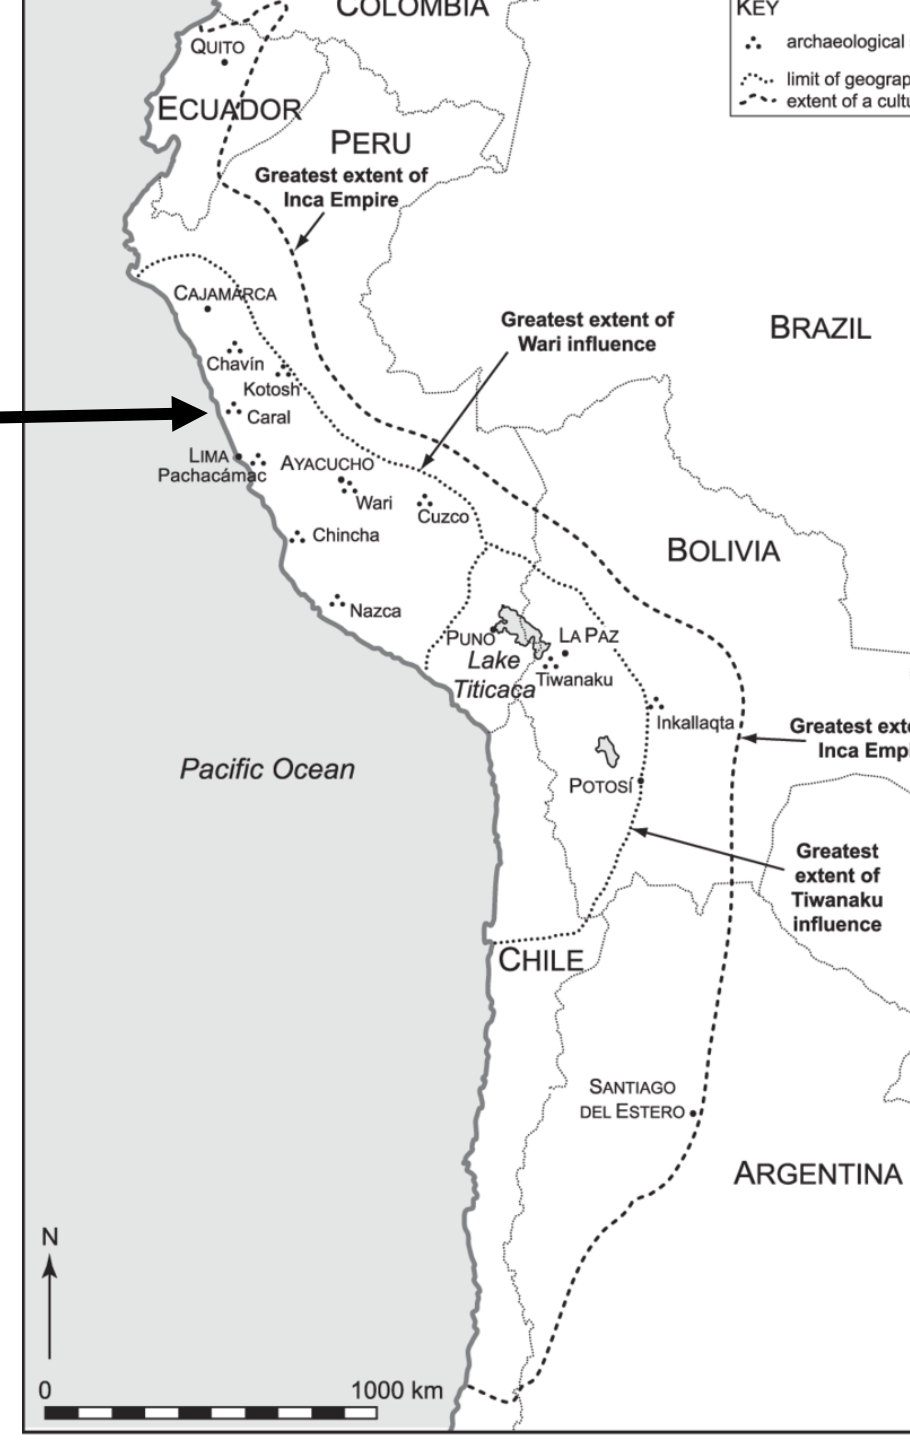 COLOMBIA
KEY
archaeological
limit of geograp
extent of a cultu
QUITO
ECUADOR
PERU
Greatest extent of
Inca Empire
CAJAMARCA
Greatest extent of
Wari influence
BRAZIL
Chavín
Kotosh
Caral
LIMA
Pachacámac
AYACUCHO
Wari
Cuzco
Chincha
BOLIVIA
Nazca
PUNO
LA PAZ
Lake
Titicaca
Tiwanaku
Inkallaqta
Greatest exte
Inca Empi
Pacific Ocean
POTOSÍ
Greatest
extent of
Tiwanaku
influence
CHILE
SANTIAGO
DEL ESTERO
ARGENTINA
N
0 1000 km